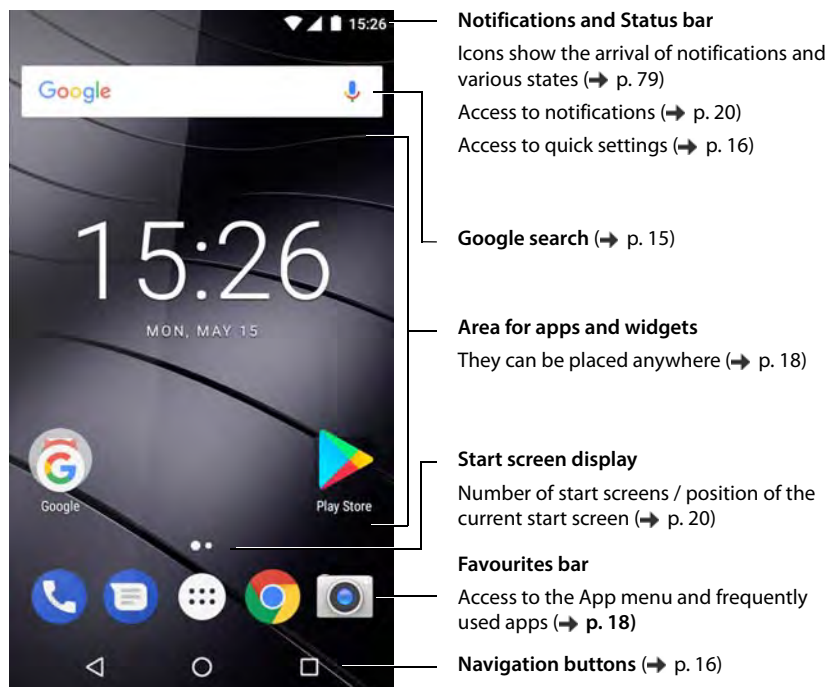 15:26
Google
15:26
MON, MAY 15
Google
Play Store
Notifications and Status bar
Icons show the arrival of notifications and
various states (➜ p. 79)
Access to notifications (➜ p. 20)
Access to quick settings (➜ p. 16)
Google search (➜ p. 15)
Area for apps and widgets
They can be placed anywhere (➜ p. 18)
Start screen display
Number of start screens / position of the
current start screen (➜ p. 20)
Favourites bar
Access to the App menu and frequently
used apps (➜ p. 18)
Navigation buttons (➜ p. 16)